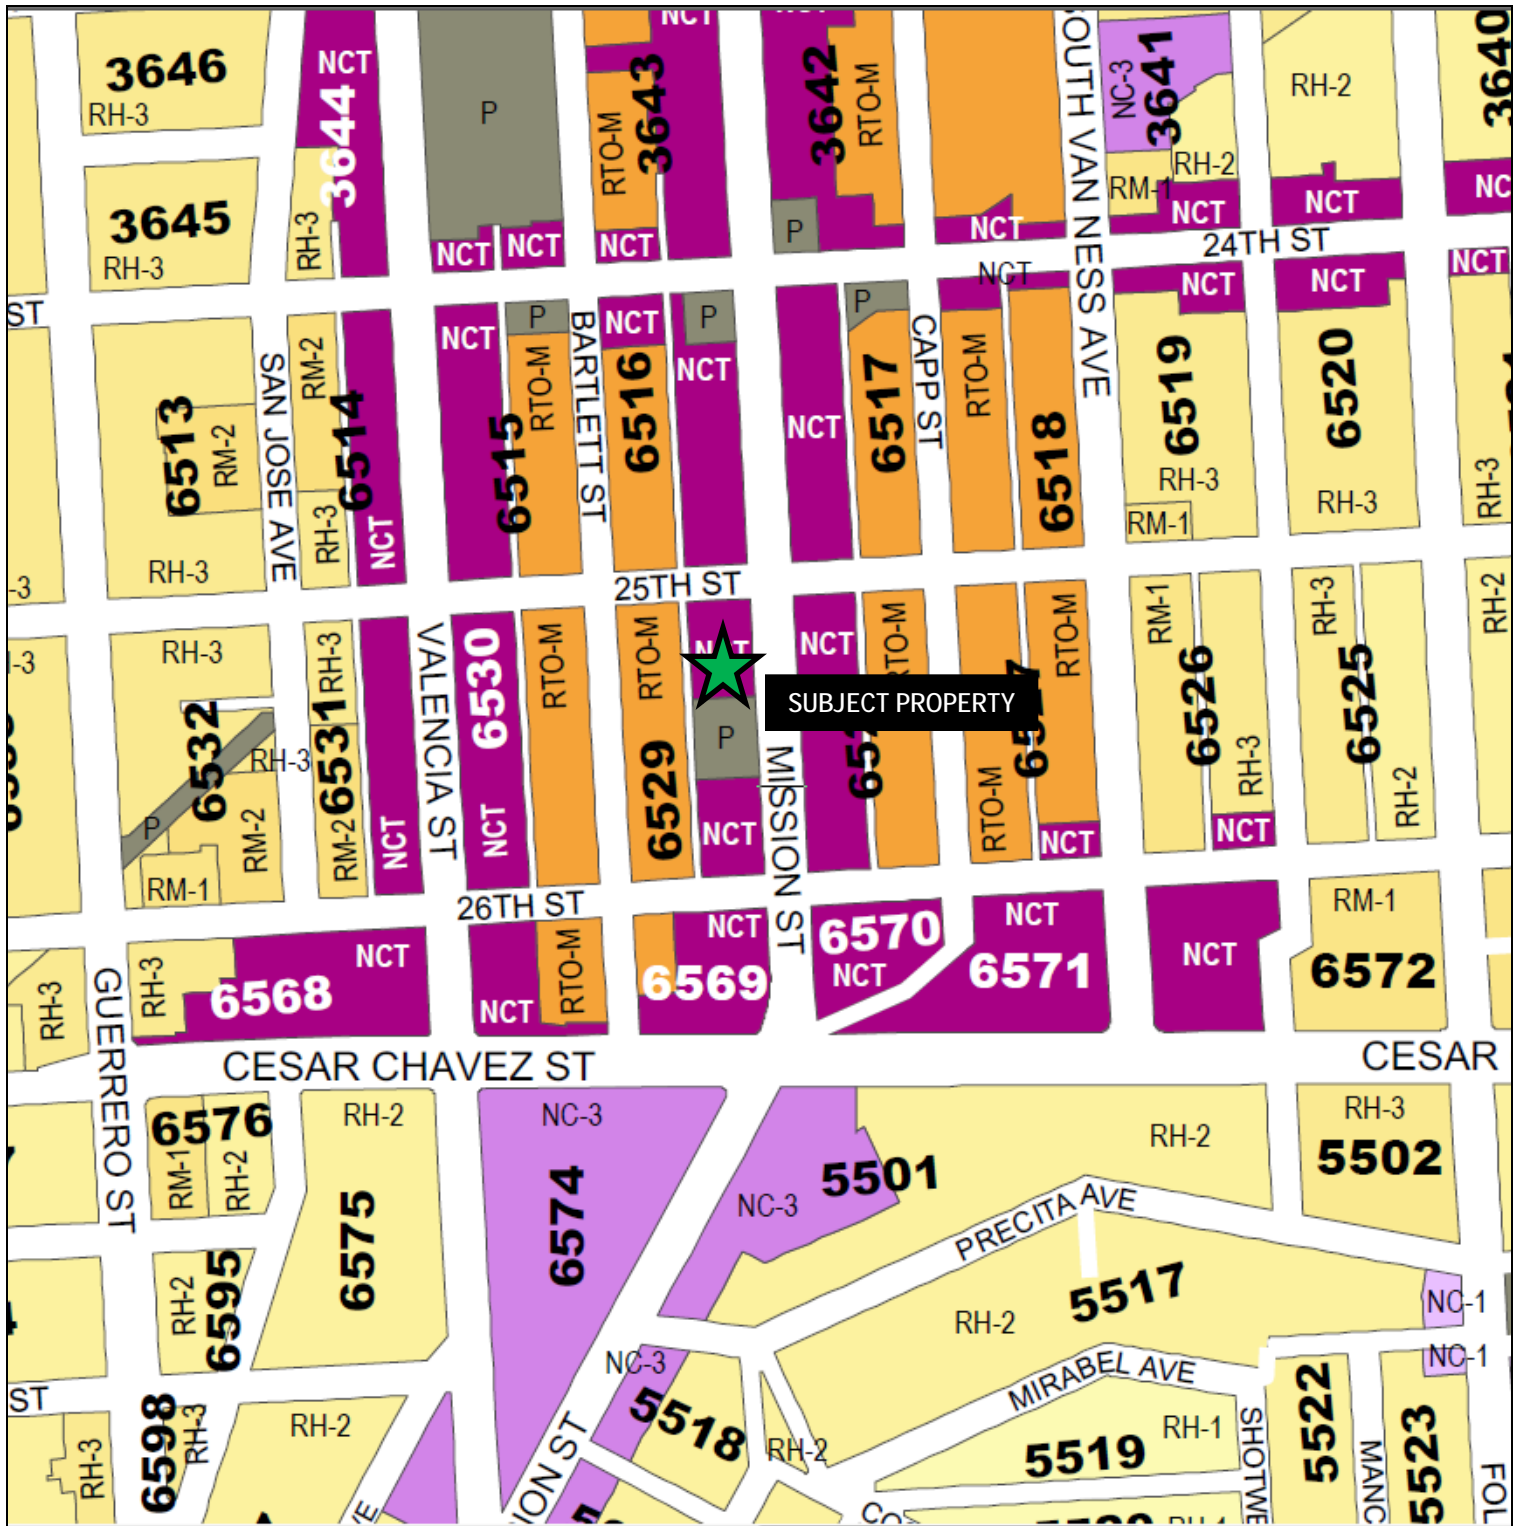 NCT
NCT
3646
RH-3
NCT
3644
P
RTO-M
3643
3642
RTO-M
SOUTH VAN NESS AVE
NC-3
3641
RH-2
3640
RH-2
RM-1
NCT
NCT
3645
RH-3
RH-3
NCT
NCT
NCT
P
NCT
24TH ST
ST
NCT
NCT
NCT
NCT
P
BARTLETT ST
NCT
P
P
CAPP ST
6513
RM-2
RH-3
SAN JOSE AVE
RM-2
6514
RH-3
NCT
6515
RTO-M
6516
NCT
NCT
6517
RTO-M
6518
6519
RH-3
RM-1
6520
RH-3
RH-3
25TH ST
RH-3
6532
RH-3
P
RM-2
RM-1
RH-3
6531
RM-2
NCT
VALENCIA ST
6530
NCT
RTO-M
RTO-M
6529
NCT
SUBJECT PROPERTY
P
NCT
MISSION ST
NCT
RTO-M
RTO-M
NCT
RM-1
6526
RH-3
NCT
RH-3
6525
RH-2
RH-2
26TH ST
RH-3
GUERRERO ST
RH-3
6568
NCT
NCT
RTO-M
NCT
6569
6570
NCT
NCT
6571
NCT
RM-1
6572
CESAR CHAVEZ ST
CESAR
6576
RM-1
RH-2
RH-2
6575
NC-3
6574
NC-3
5501
RH-2
RH-3
5502
PRECITA AVE
RH-2
6595
RH-2
5517
NC-1
NC-1
NC-3
5518
MIRABEL AVE
ST
RH-3
6598
RH-3
RH-2
RH-2
5519
RH-1
5522
5523